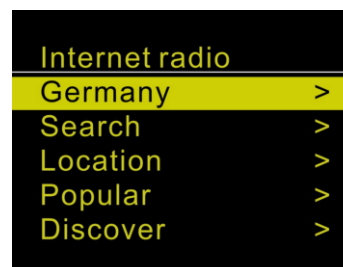 Internet radio
Germany >
Search >
Location >
Popular >
Discover >